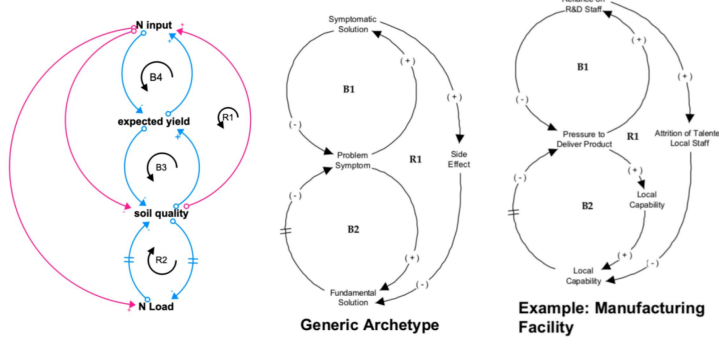 N input
B4
R1
expected yield
B3
soil quality
R2
N Load
+
+
-
-
+
-
-
-
+
Symptomatic
Solution
(+)
B1
(+)
(-)
Problem
Symptom
R1
Side
Effect
(-)
B2
(+)
(-)
Fundamental
Solution
Generic Archetype
R&D Staff
(+)
B1
(+)
(-)
Pressure to
Deliver Product
R1
Attrition of Talente
Local Staff
(-)
(+)
Local
Capability
B2
(+)
(-)
Local
Capability
Example: Manufacturing
Facility